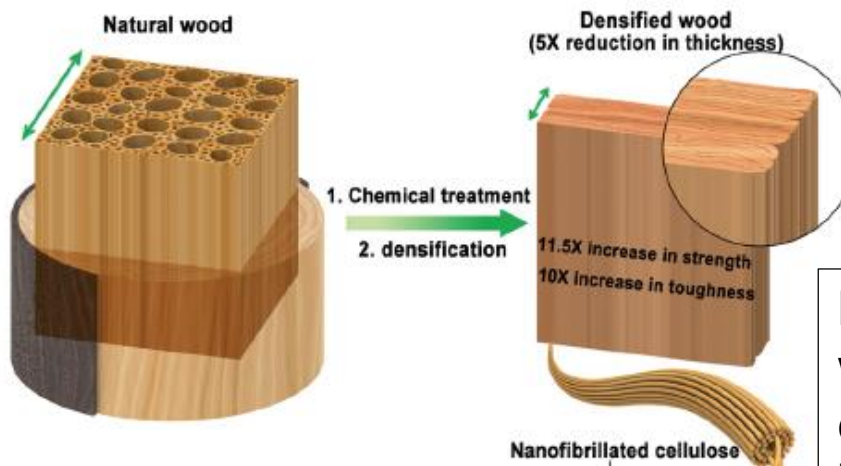 Natural wood
Densified wood
(5X reduction in thickness)
1. Chemical treatment
2. densification
11.5X increase in strength
10X increase in toughness
Nanofibrillated cellulose